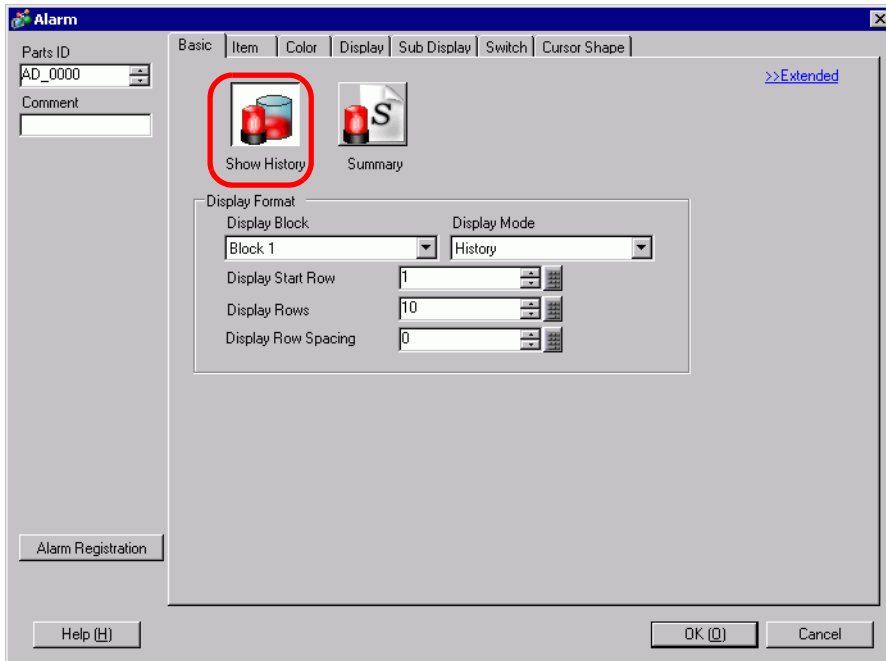 Alarm
Parts ID
AD_0000
Comment
Alarm Registration
Basic Item Color Display Sub Display Switch Cursor Shape
>>Extended
Show History Summary
S
Display Format
Display Block Display Mode
Block 1 History
Display Start Row 1
Display Rows 10
Display Row Spacing 0
Help (H) OK (O) Cancel